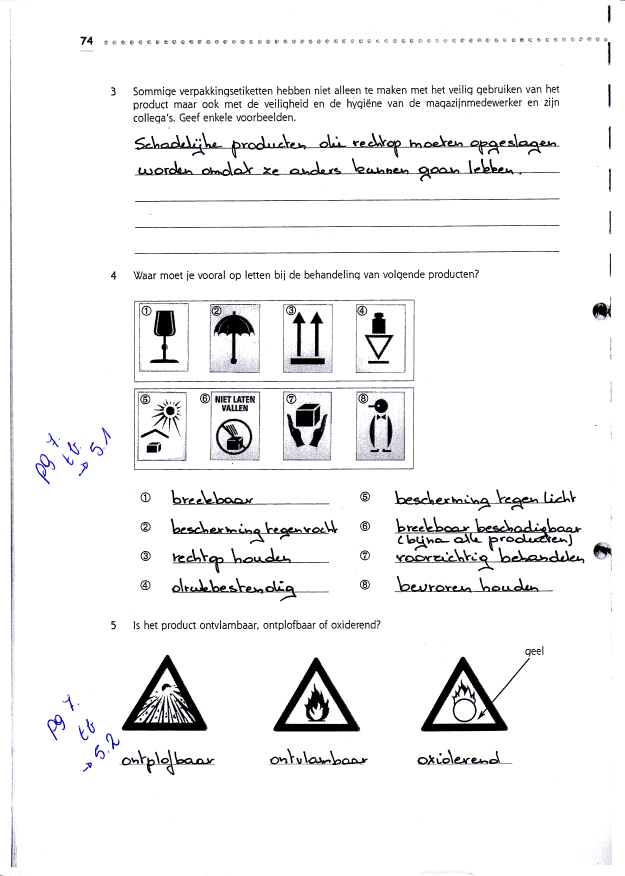 74
3 Sommige verpakkingsetiketten hebben niet alleen te maken met het veilig gebruiken van het
product maar ook met de veiligheid en de hygiëne van de magazijnmedewerker en zijn
collega's. Geef enkele voorbeelden.
Schadelijke producten die rechtop moeten opgeslagen
worden omdat ze anders kunnen gaan lebben.
4 Waar moet je vooral op letten bij de behandeling van volgende producten?
① ② ③ ④
⑤ ⑥ NIET LATEN VALLEN ⑦ ⑧
pg 7.
tb.
→ 5.1
① breekbaar ⑤ bescherming tegen licht
② bescherming tegen vocht ⑥ breekbaar beschadigbaar
(bijna alle producten)
③ rechtop houden ⑦ voorzichtig behandelen
④ drukbestendig ⑧ bevroren houden
5 Is het product ontvlambaar, ontplofbaar of oxiderend?
geel
pg 7.
tb
→ 5.2
ontplofbaar ontvlambaar oxiderend